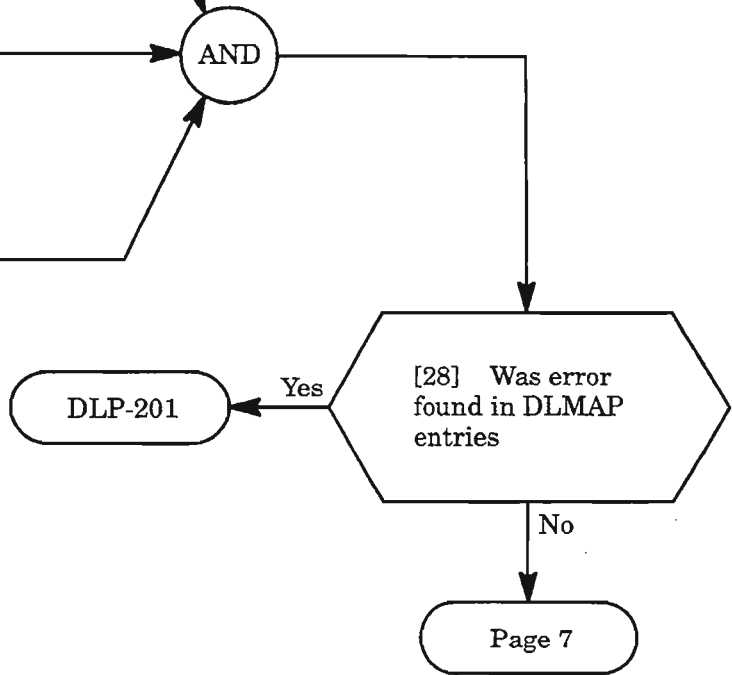 AND
[28] Was error
found in DLMAP
entries
Yes
DLP-201
No
Page 7